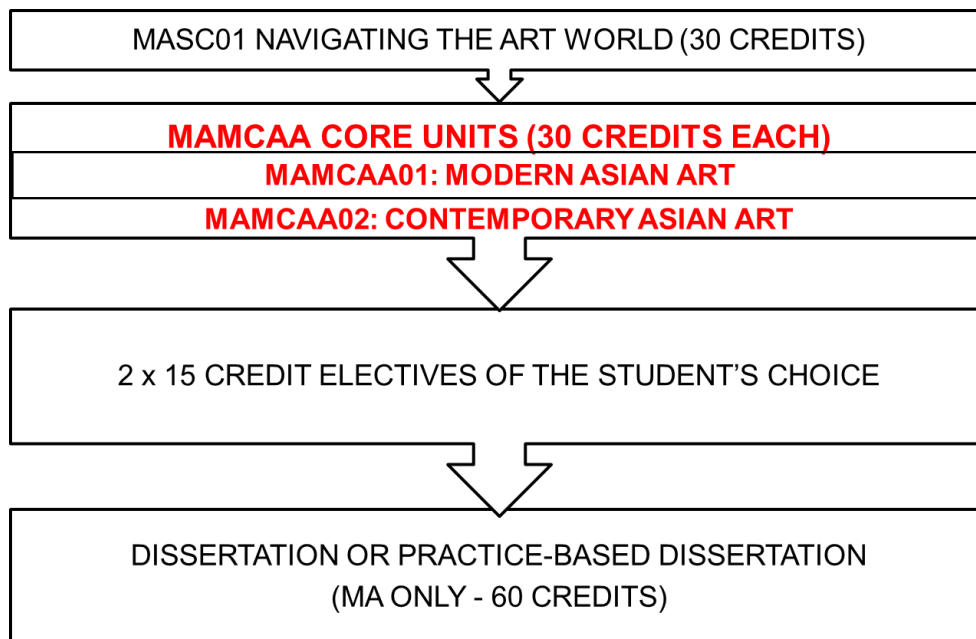 MASC01 NAVIGATING THE ART WORLD (30 CREDITS)
MAMCAA CORE UNITS (30 CREDITS EACH)
MAMCAA01: MODERN ASIAN ART
MAMCAA02: CONTEMPORARY ASIAN ART
2 x 15 CREDIT ELECTIVES OF THE STUDENT’S CHOICE
DISSERTATION OR PRACTICE-BASED DISSERTATION
(MA ONLY - 60 CREDITS)